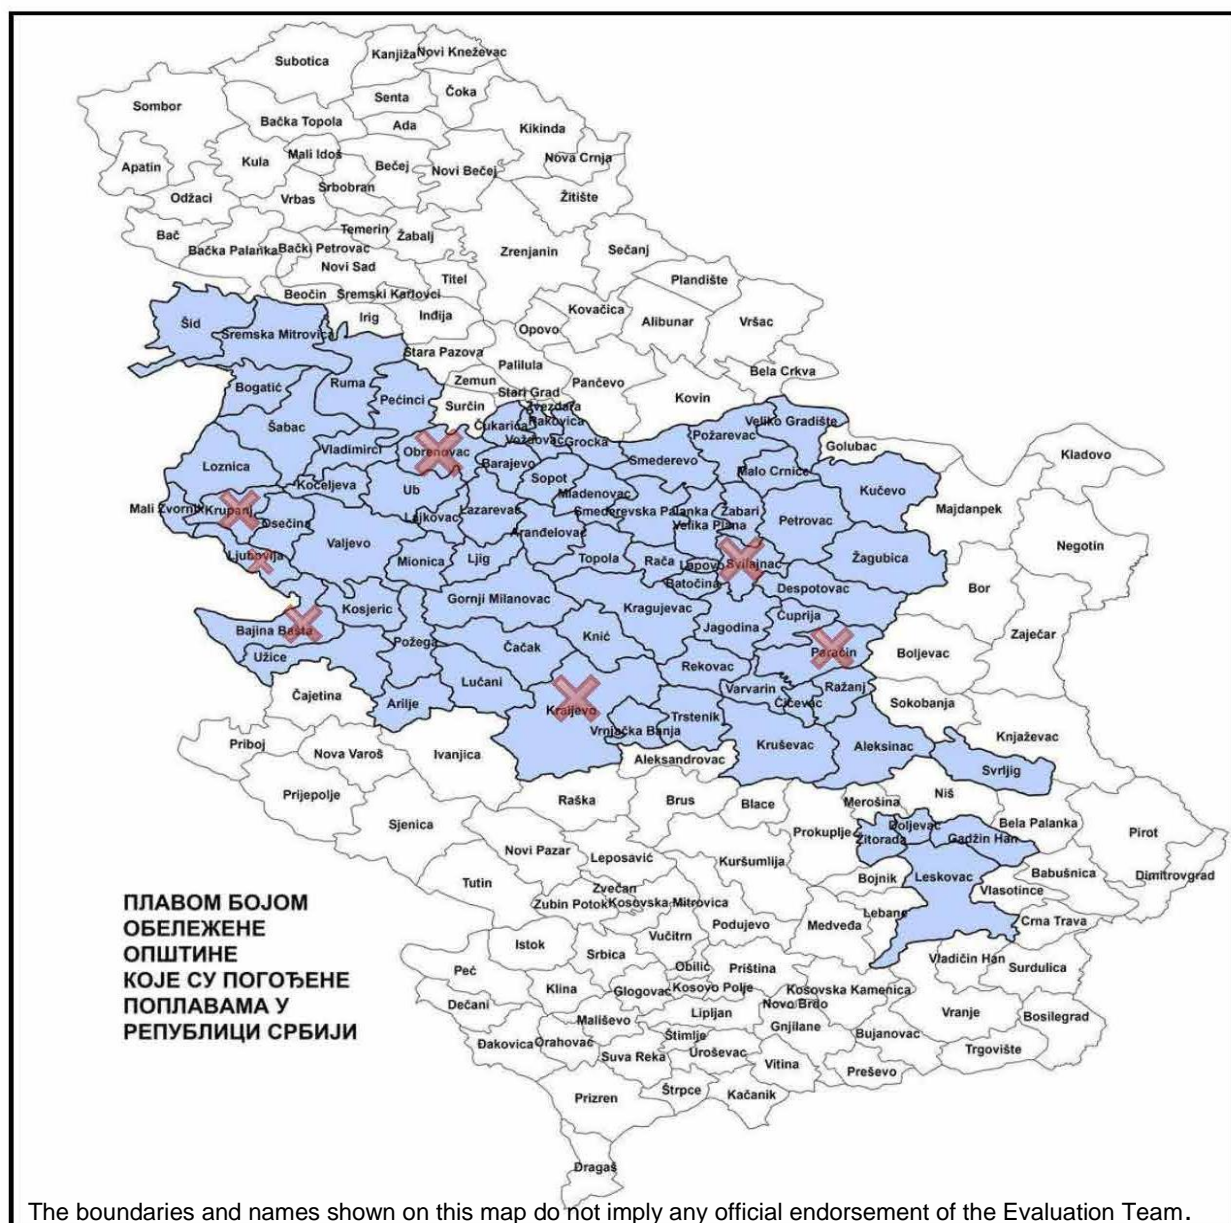 Subotica
Kanjiža
Novi Kneževac
Sombor
Senta
Čoka
Bačka Topola
Ada
Kikinda
Apatin
Kula
Mali Iđoš
Bečej
Novi Bečej
Nova Crnja
Odžaci
Vrbas
Srbobran
Žitište
Bač
Bačka Palanka
Bački Petrovac
Temerin
Žabalj
Zrenjanin
Sečanj
Novi Sad
Titel
Plandište
Beočin
Sremski Karlovci
Kovačica
Šid
Sremska Mitrovica
Irig
Inđija
Opovo
Alibunar
Vršac
Stara Pazova
Palilula
Bela Crkva
Bogatić
Ruma
Pećinci
Zemun
Stari Grad
Pančevo
Kovin
Surčin
Zvezdara
Šabac
Čukarica
Rakovica
Veliko Gradište
Vladimirci
Obrenovac
Voždovac
Grocka
Požarevac
Golubac
Kladovo
Loznica
Barajevo
Smederevo
Malo Crniće
Koceljeva
Ub
Sopot
Mladenovac
Kučevo
Mali Zvornik
Krupanj
Osečina
Lajkovac
Lazarevac
Smederevska Palanka
Žabari
Petrovac
Majdanpek
Velika Plana
Valjevo
Aranđelovac
Negotin
Ljubovija
Mionica
Ljig
Topola
Rača
Lapovo
Svilajnac
Žagubica
Batočina
Despotovac
Bor
Kosjeric
Gornji Milanovac
Kragujevac
Ćuprija
Bajina Bašta
Požega
Čačak
Knić
Jagodina
Zaječar
Užice
Paraćin
Boljevac
Lučani
Rekovac
Čajetina
Arilje
Kraljevo
Varvarin
Ražanj
Ćićevac
Sokobanja
Trstenik
Vrnjačka Banja
Priboj
Nova Varoš
Ivanjica
Aleksandrovac
Kruševac
Aleksinac
Knjaževac
Svrljig
Prijepolje
Raška
Brus
Blace
Merošina
Niš
Sjenica
Prokuplje
Doljevac
Žitorađa
Gadžin Han
Bela Palanka
Pirot
Novi Pazar
Leposavić
Kuršumlija
Tutin
Zvečan
Bojnik
Leskovac
Babušnica
Dimitrovgrad
Zubin Potok
Kosovska Mitrovica
Vlasotince
Lebane
Podujevo
Medveđa
Crna Trava
Istok
Vučitrn
Srbica
Vladičin Han
Peć
Obilić
Priština
Surdulica
Klina
Glogovac
Kosovo Polje
Kosovska Kamenica
Dečani
Novo Brdo
Mališevo
Lipljan
Gnjilane
Vranje
Bosilegrad
Đakovica
Orahovac
Štimlje
Bujanovac
Suva Reka
Uroševac
Vitina
Trgovište
Preševo
Prizren
Štrpce
Kačanik
Dragaš
ПЛАВОМ БОЈОМ
ОБЕЛЕЖЕНЕ
ОПШТИНЕ
КОЈЕ СУ ПОГОЂЕНЕ
ПОПЛАВАМА У
РЕПУБЛИЦИ СРБИЈИ
The boundaries and names shown on this map do not imply any official endorsement of the Evaluation Team.